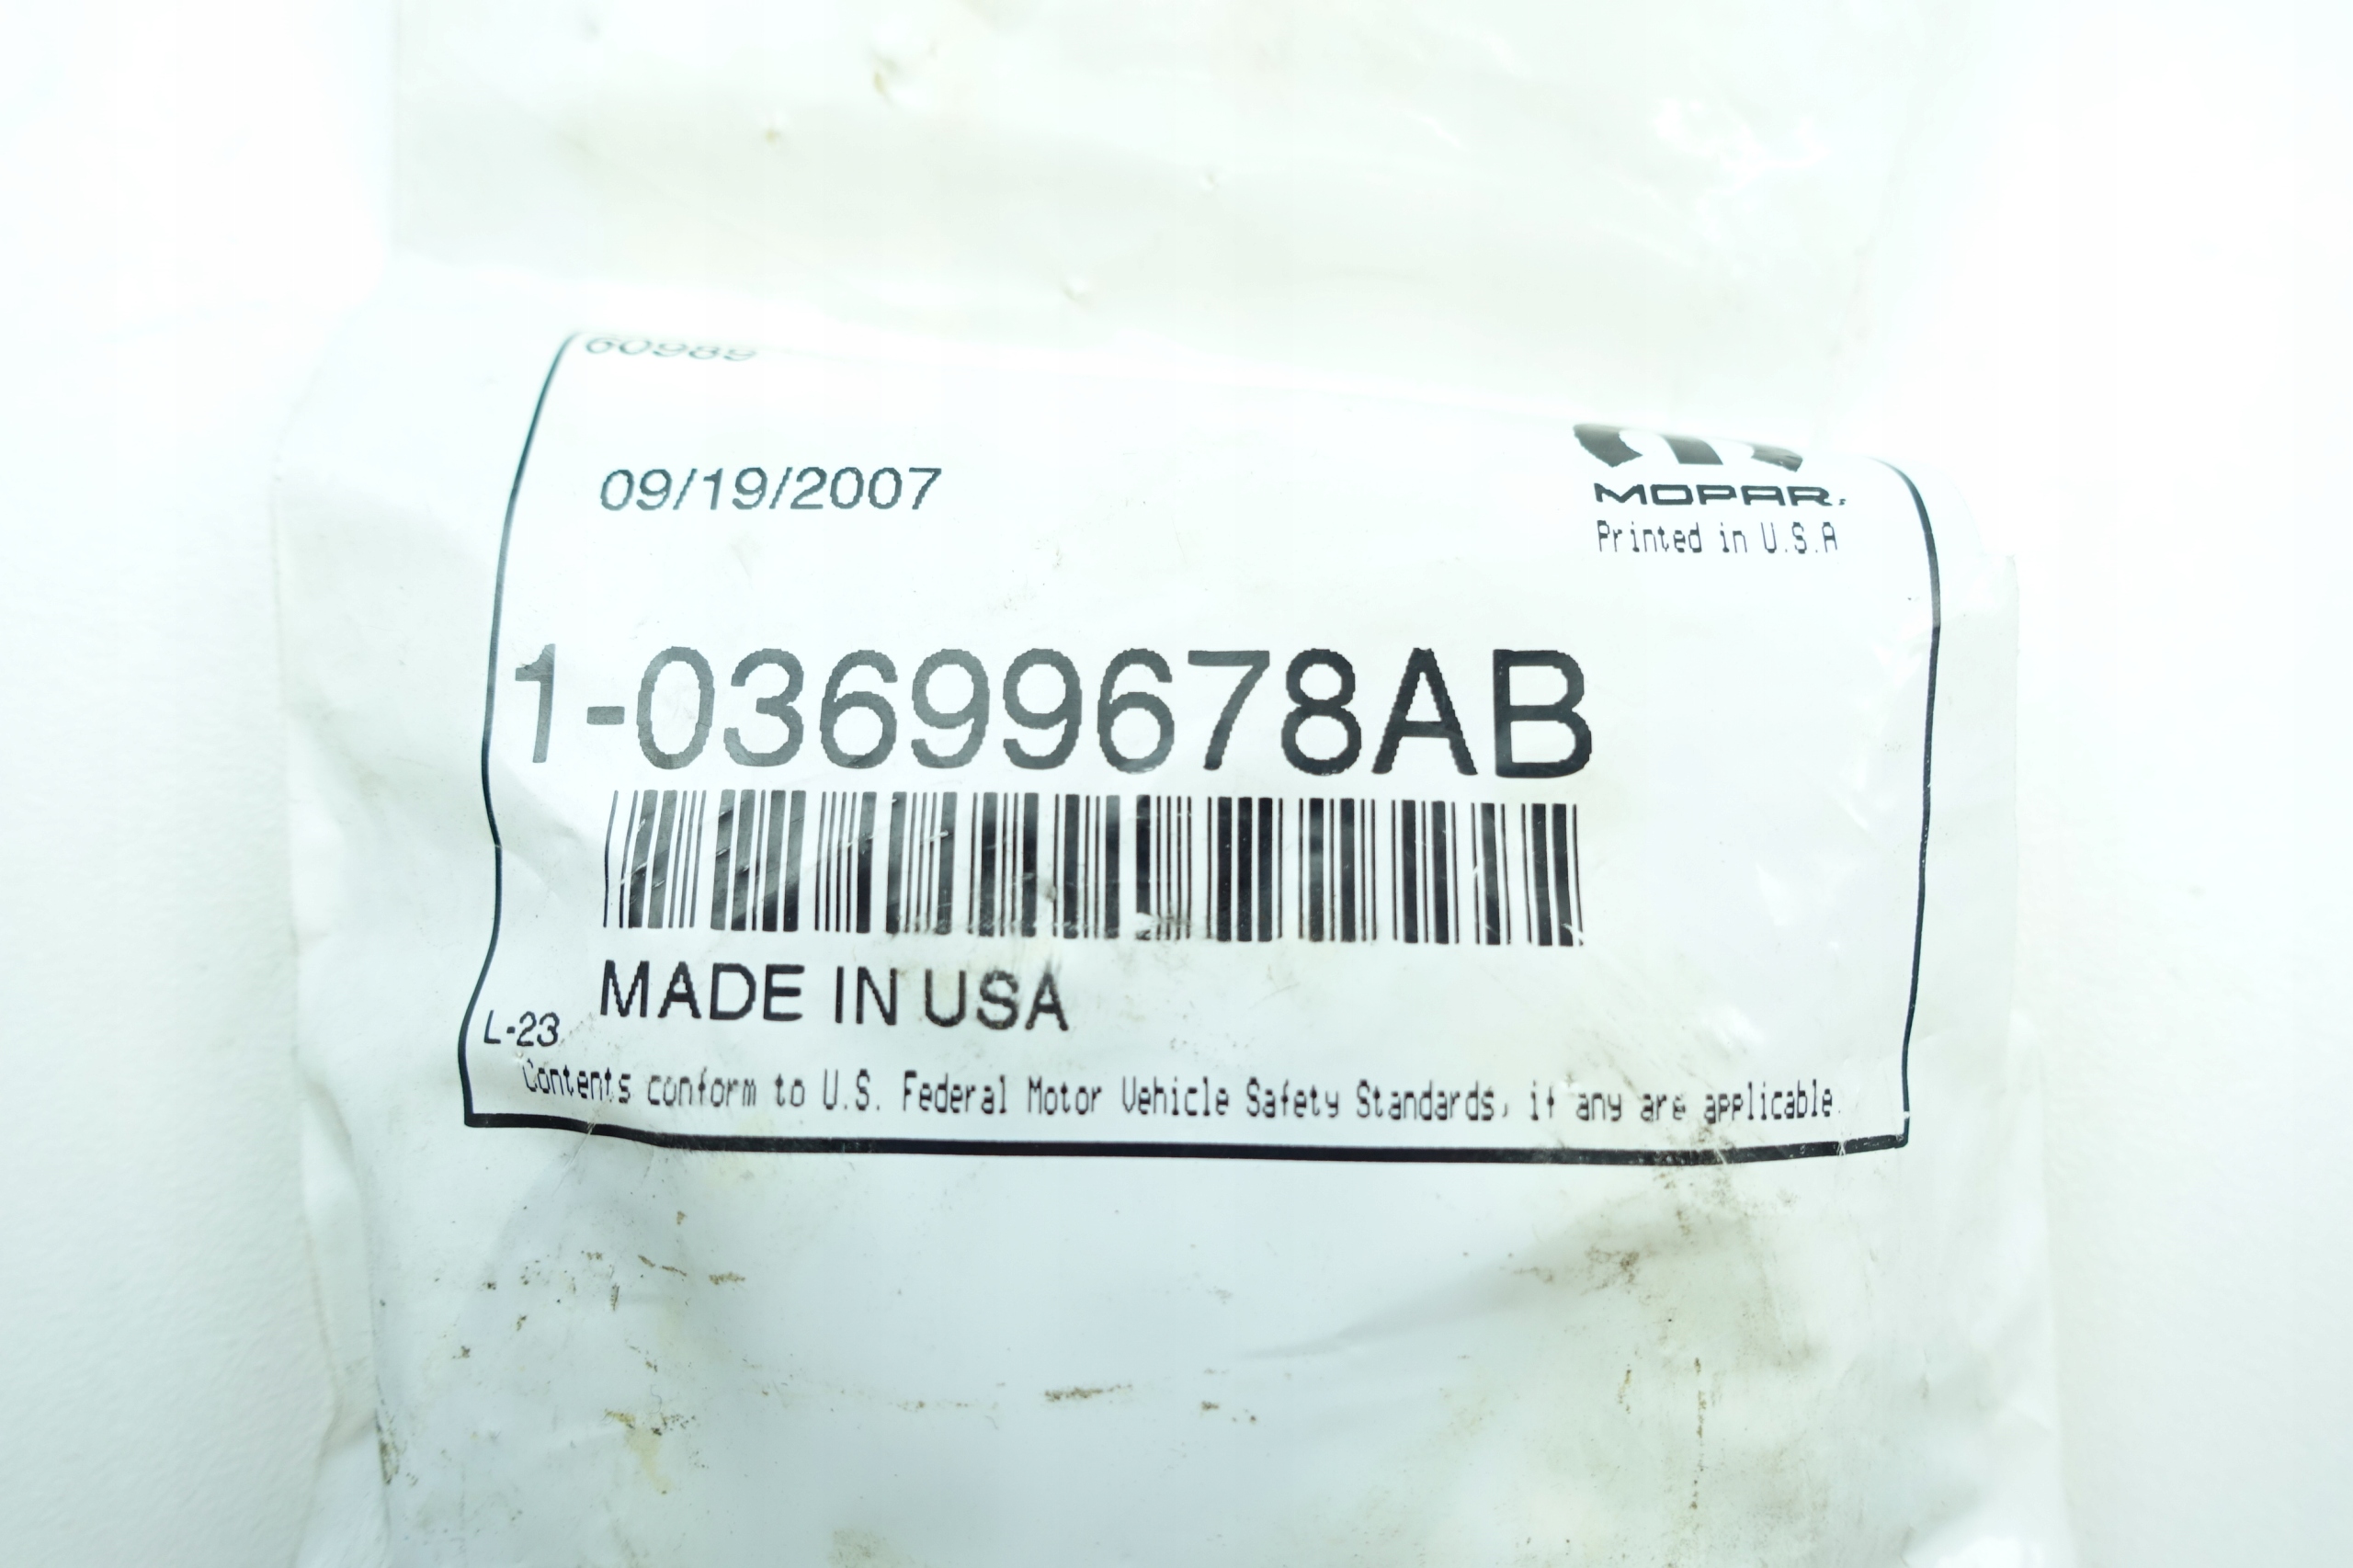 60989
09/19/2007
MOPAR.
Printed in U.S.A
1-03699678AB
MADE IN USA
L-23
Contents conform to U.S. Federal Motor Vehicle Safety Standards, if any are applicable.